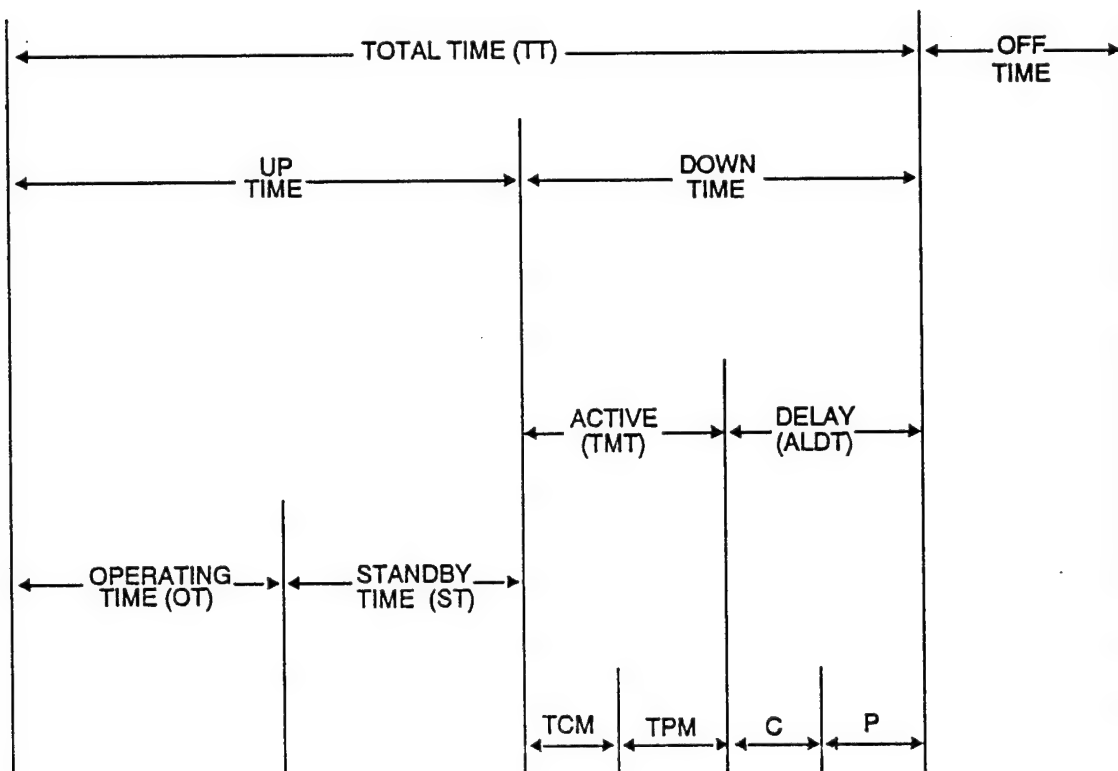 TOTAL TIME (TT)
OFF
TIME
UP
TIME
DOWN
TIME
ACTIVE
(TMT)
DELAY
(ALDT)
OPERATING
TIME (OT)
STANDBY
TIME (ST)
TCM
TPM
C
P